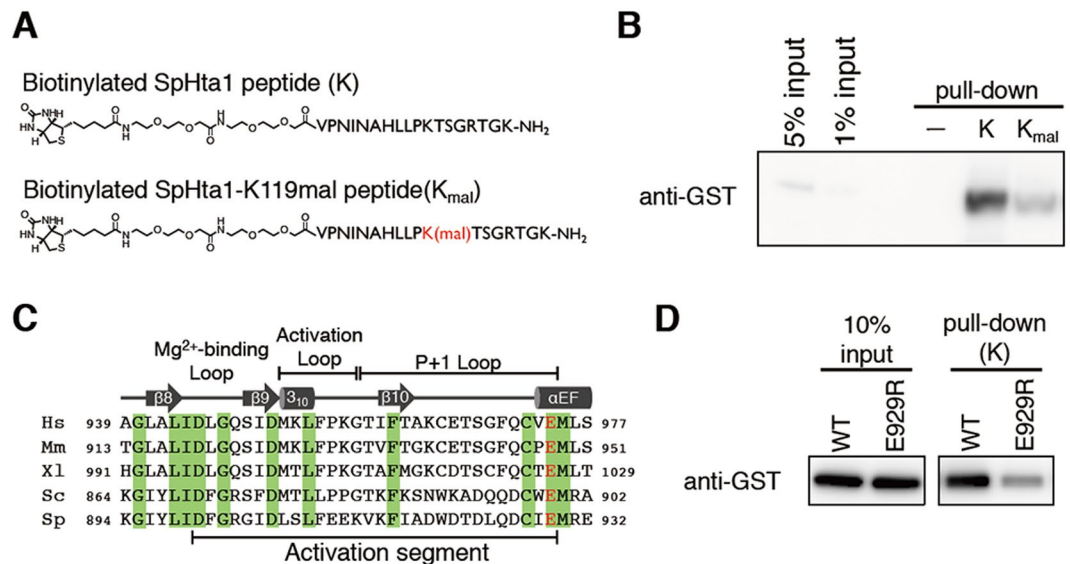 A
Biotinylated SpHta1 peptide (K)
VPNINAHLLPKTSGRTGK-NH2
Biotinylated SpHta1-K119mal peptide(Kmal)
VPNINAHLLPK(mal)TSGRTGK-NH2
B
5% input
1% input
pull-down
– K Kmal
anti-GST
C
Mg2+-binding Loop
Activation Loop
P+1 Loop
β8 β9 310 β10 αEF
Hs 939 AGLALIDLGQSIDMKLFPKGTIFTAKCETSGFQCVEMLS 977
Mm 913 TGLALIDLGQSIDMKLFPKGTVFTGKCETSGFQCPEMLS 951
Xl 991 HGLALIDLGQSIDMTLFPKGTAFMGKCDTSCFQCTEMLT 1029
Sc 864 KGIYLIDFGRSFDMTLLPPGTKFKSNWKADQQDCWEMRA 902
Sp 894 KGIYLIDFGRGIDLSLFEEKVKFIADWDTDLQDCIEMRE 932
Activation segment
D
10% input
pull-down (K)
WT E929R WT E929R
anti-GST